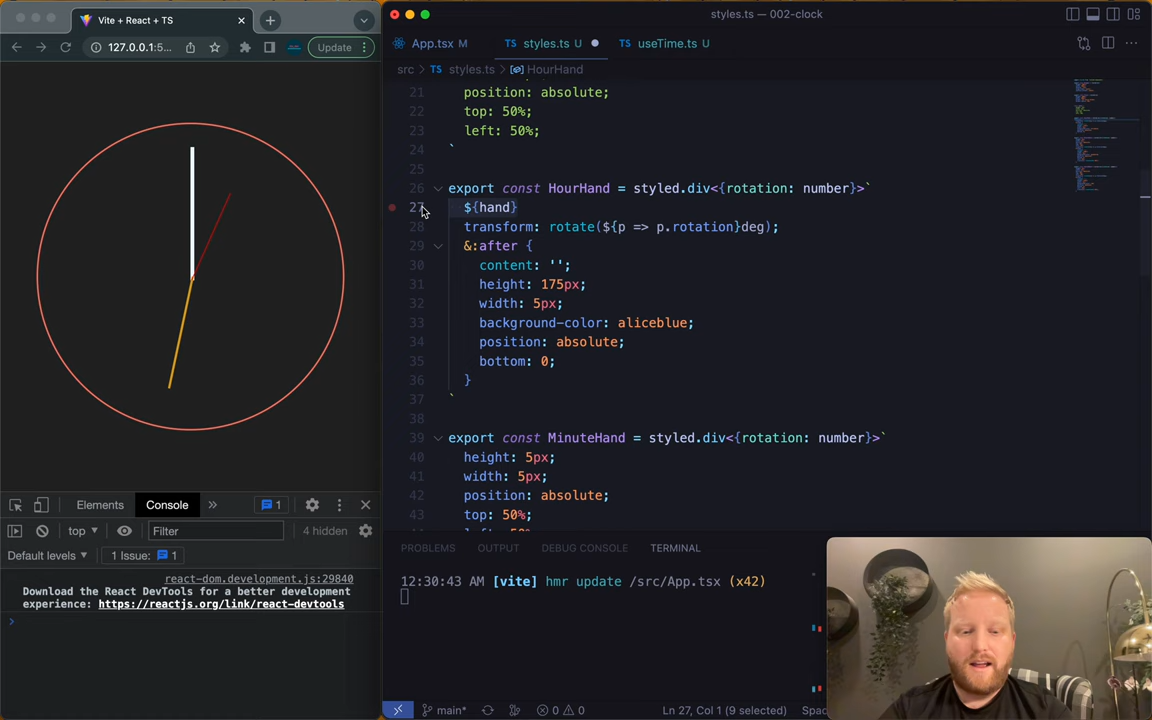 Vite + React + TS
127.0.0.1:5...
Update
Elements
Console
1
top
Filter
4 hidden
Default levels
1 Issue:
1
react-dom.development.js:29840
Download the React DevTools for a better development
experience: https://reactjs.org/link/react-devtools
styles.ts — 002-clock
App.tsx M
TS styles.ts U
TS useTime.ts U
src > TS styles.ts > HourHand
21 position: absolute;
22 top: 50%;
23 left: 50%;
24 `
25
26 export const HourHand = styled.div<{rotation: number}>`
27 ${hand}
28 transform: rotate(${p => p.rotation}deg);
29 &:after {
30 content: '';
31 height: 175px;
32 width: 5px;
33 background-color: aliceblue;
34 position: absolute;
35 bottom: 0;
36 }
37 `
38
39 export const MinuteHand = styled.div<{rotation: number}>`
40 height: 5px;
41 width: 5px;
42 position: absolute;
43 top: 50%;
PROBLEMS
OUTPUT
DEBUG CONSOLE
TERMINAL
12:30:43 AM [vite] hmr update /src/App.tsx (x42)
main*
0
0
Ln 27, Col 1 (9 selected)